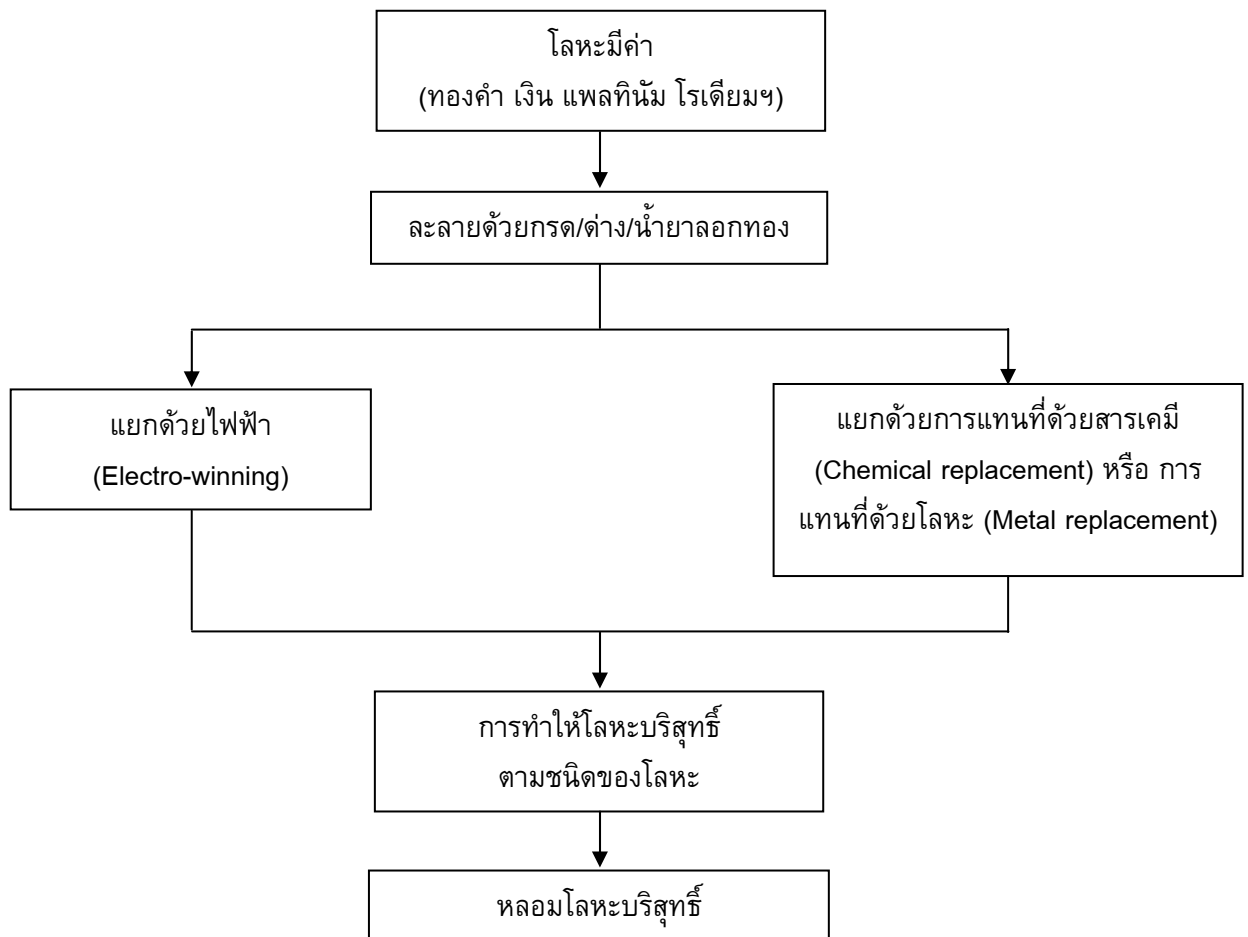 โลหะมีค่า
(ทองคำ เงิน แพลทินัม โรเดียมฯ)
ละลายด้วยกรด/ด่าง/น้ำยาลอกทอง
แยกด้วยไฟฟ้า
(Electro-winning)
แยกด้วยการแทนที่ด้วยสารเคมี
(Chemical replacement) หรือ การ
แทนที่ด้วยโลหะ (Metal replacement)
การทำให้โลหะบริสุทธิ์
ตามชนิดของโลหะ
หลอมโลหะบริสุทธิ์